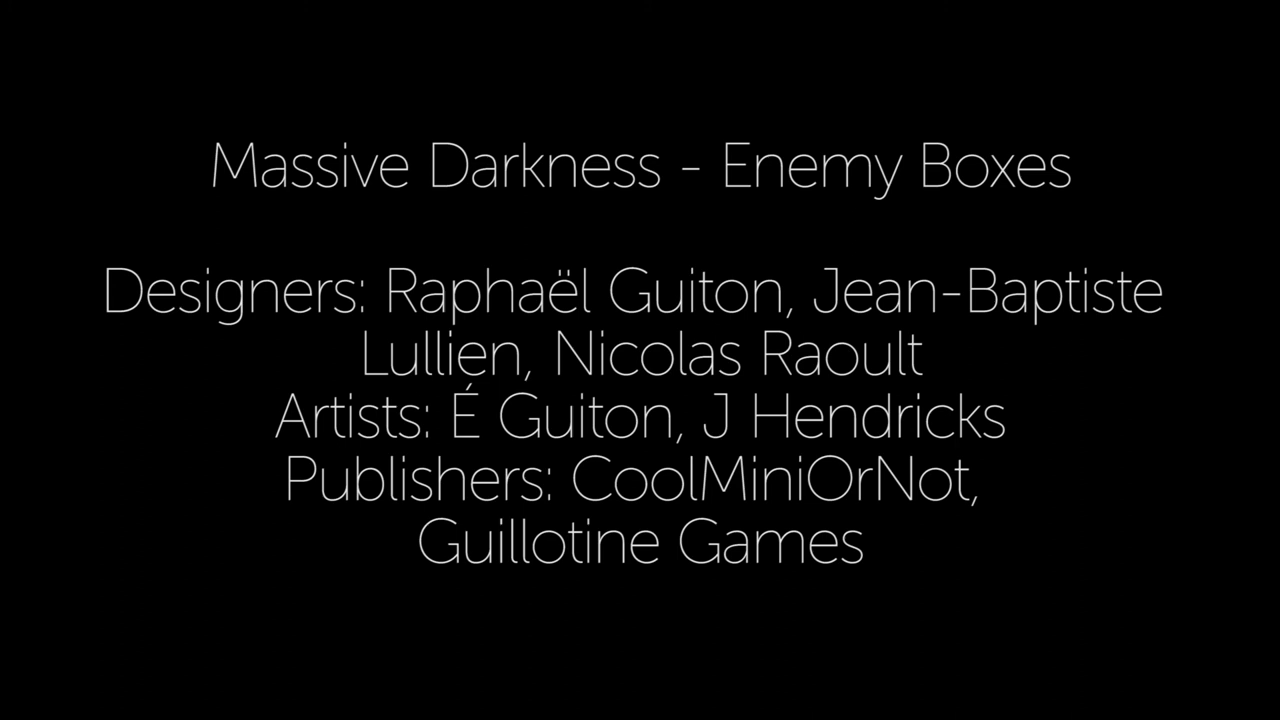 Massive Darkness - Enemy Boxes
Designers: Raphaël Guiton, Jean-Baptiste
Lullien, Nicolas Raoult
Artists: É Guiton, J Hendricks
Publishers: CoolMiniOrNot,
Guillotine Games